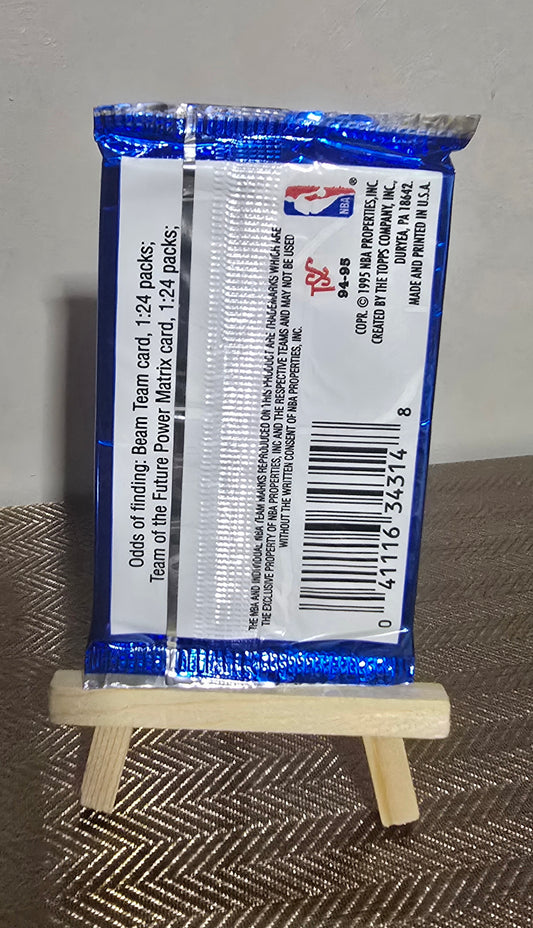 Odds of finding: Beam Team card, 1:24 packs;
Team of the Future Power Matrix card, 1:24 packs;
THE NBA AND INDIVIDUAL NBA TEAM MARKS REPRODUCED ON THIS PRODUCT ARE TRADEMARKS WHICH ARE
THE EXCLUSIVE PROPERTY OF NBA PROPERTIES, INC AND THE RESPECTIVE TEAMS AND MAY NOT BE USED
WITHOUT THE WRITTEN CONSENT OF NBA PROPERTIES, INC.
NBA ®
TSC
94-95
COPR. © 1995 NBA PROPERTIES,INC.
CREATED BY THE TOPPS COMPANY, INC.,
DURYEA, PA 18642.
MADE AND PRINTED IN U.S.A.
0 41116 34314 8